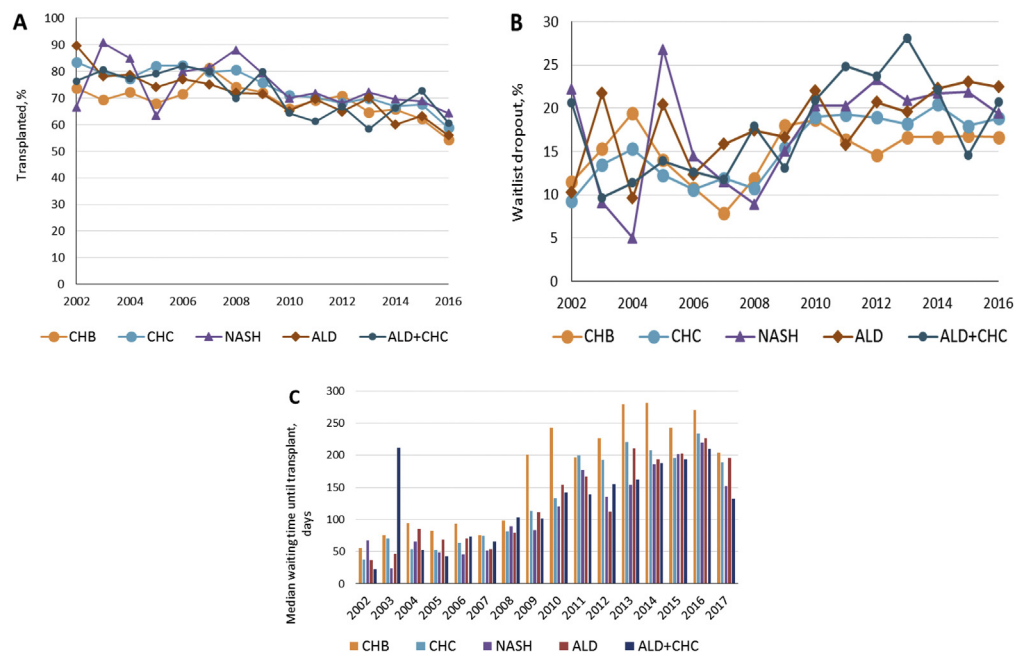 A
Transplanted, %
100
90
80
70
60
50
40
30
20
10
0
2002 2004 2006 2008 2010 2012 2014 2016
CHB CHC NASH ALD ALD+CHC
B
Waitlist dropout, %
30
25
20
15
10
5
0
2002 2004 2006 2008 2010 2012 2014 2016
CHB CHC NASH ALD ALD+CHC
C
Median waiting time until transplant,
days
300
250
200
150
100
50
0
2002 2003 2004 2005 2006 2007 2008 2009 2010 2011 2012 2013 2014 2015 2016 2017
CHB CHC NASH ALD ALD+CHC